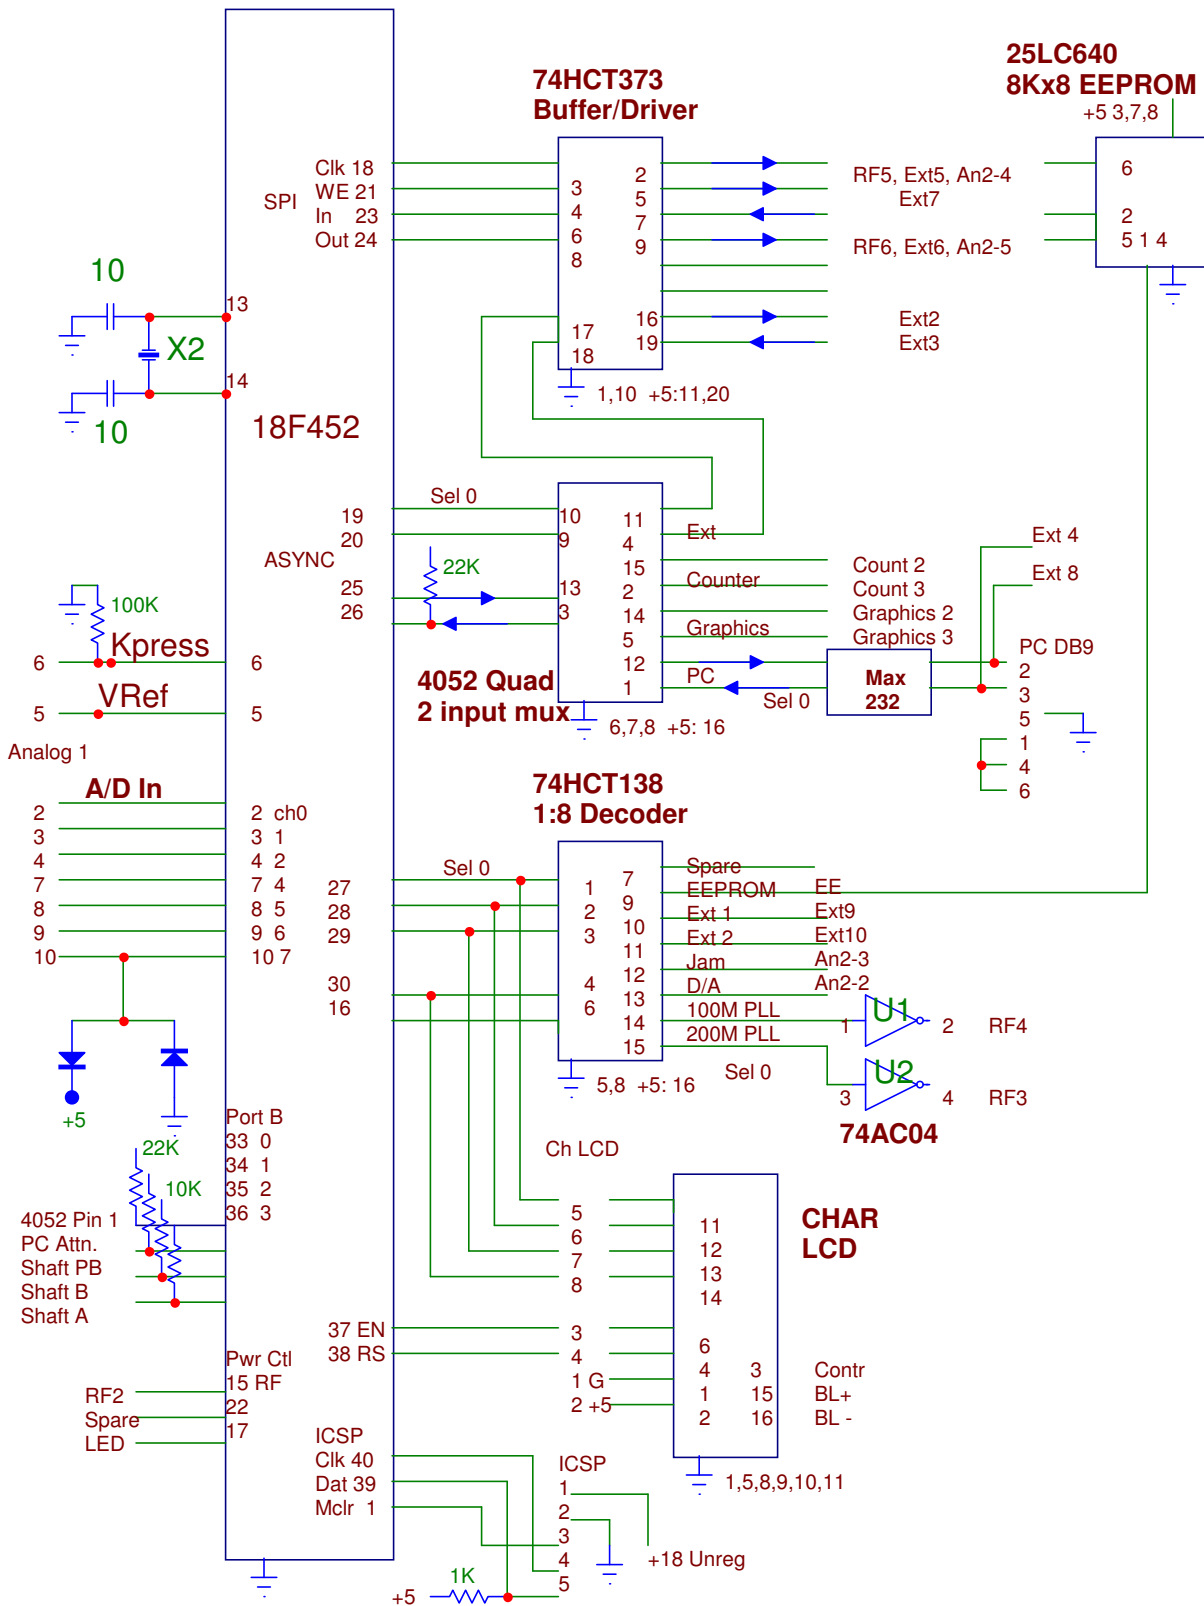 25LC640
8Kx8 EEPROM
+5 3,7,8
74HCT373
Buffer/Driver
Clk 18
WE 21
In 23
Out 24
SPI
3
4
6
8
17
18
2
5
7
9
16
19
RF5, Ext5, An2-4
Ext7
RF6, Ext6, An2-5
Ext2
Ext3
6
2
5 1 4
1,10 +5:11,20
10
13
X2
14
10
18F452
Sel 0
19
20
ASYNC
25
26
22K
10
9
13
3
11
4
15
2
14
5
12
1
Ext
Counter
Graphics
PC
Count 2
Count 3
Graphics 2
Graphics 3
Ext 4
Ext 8
Max
232
Sel 0
PC DB9
2
3
5
1
4
6
4052 Quad
2 input mux
6,7,8 +5: 16
100K
Kpress
6
6
VRef
5
5
Analog 1
A/D In
2
3
4
7
8
9
10
2 ch0
3 1
4 2
7 4
8 5
9 6
10 7
+5
74HCT138
1:8 Decoder
Sel 0
27
28
29
30
16
1
2
3
4
6
7
9
10
11
12
13
14
15
Spare
EEPROM
Ext 1
Ext 2
Jam
D/A
100M PLL
200M PLL
EE
Ext9
Ext10
An2-3
An2-2
Sel 0
5,8 +5: 16
1
U1
2
RF4
3
U2
4
RF3
74AC04
Port B
33 0
34 1
35 2
36 3
22K
10K
4052 Pin 1
PC Attn.
Shaft PB
Shaft B
Shaft A
Ch LCD
5
6
7
8
3
4
1 G
2 +5
11
12
13
14
6
4
1
2
3
15
16
CHAR
LCD
Contr
BL+
BL -
1,5,8,9,10,11
37 EN
38 RS
Pwr Ctl
15 RF
22
17
RF2
Spare
LED
ICSP
Clk 40
Dat 39
Mclr 1
ICSP
1
2
3
4
5
+18 Unreg
1K
+5